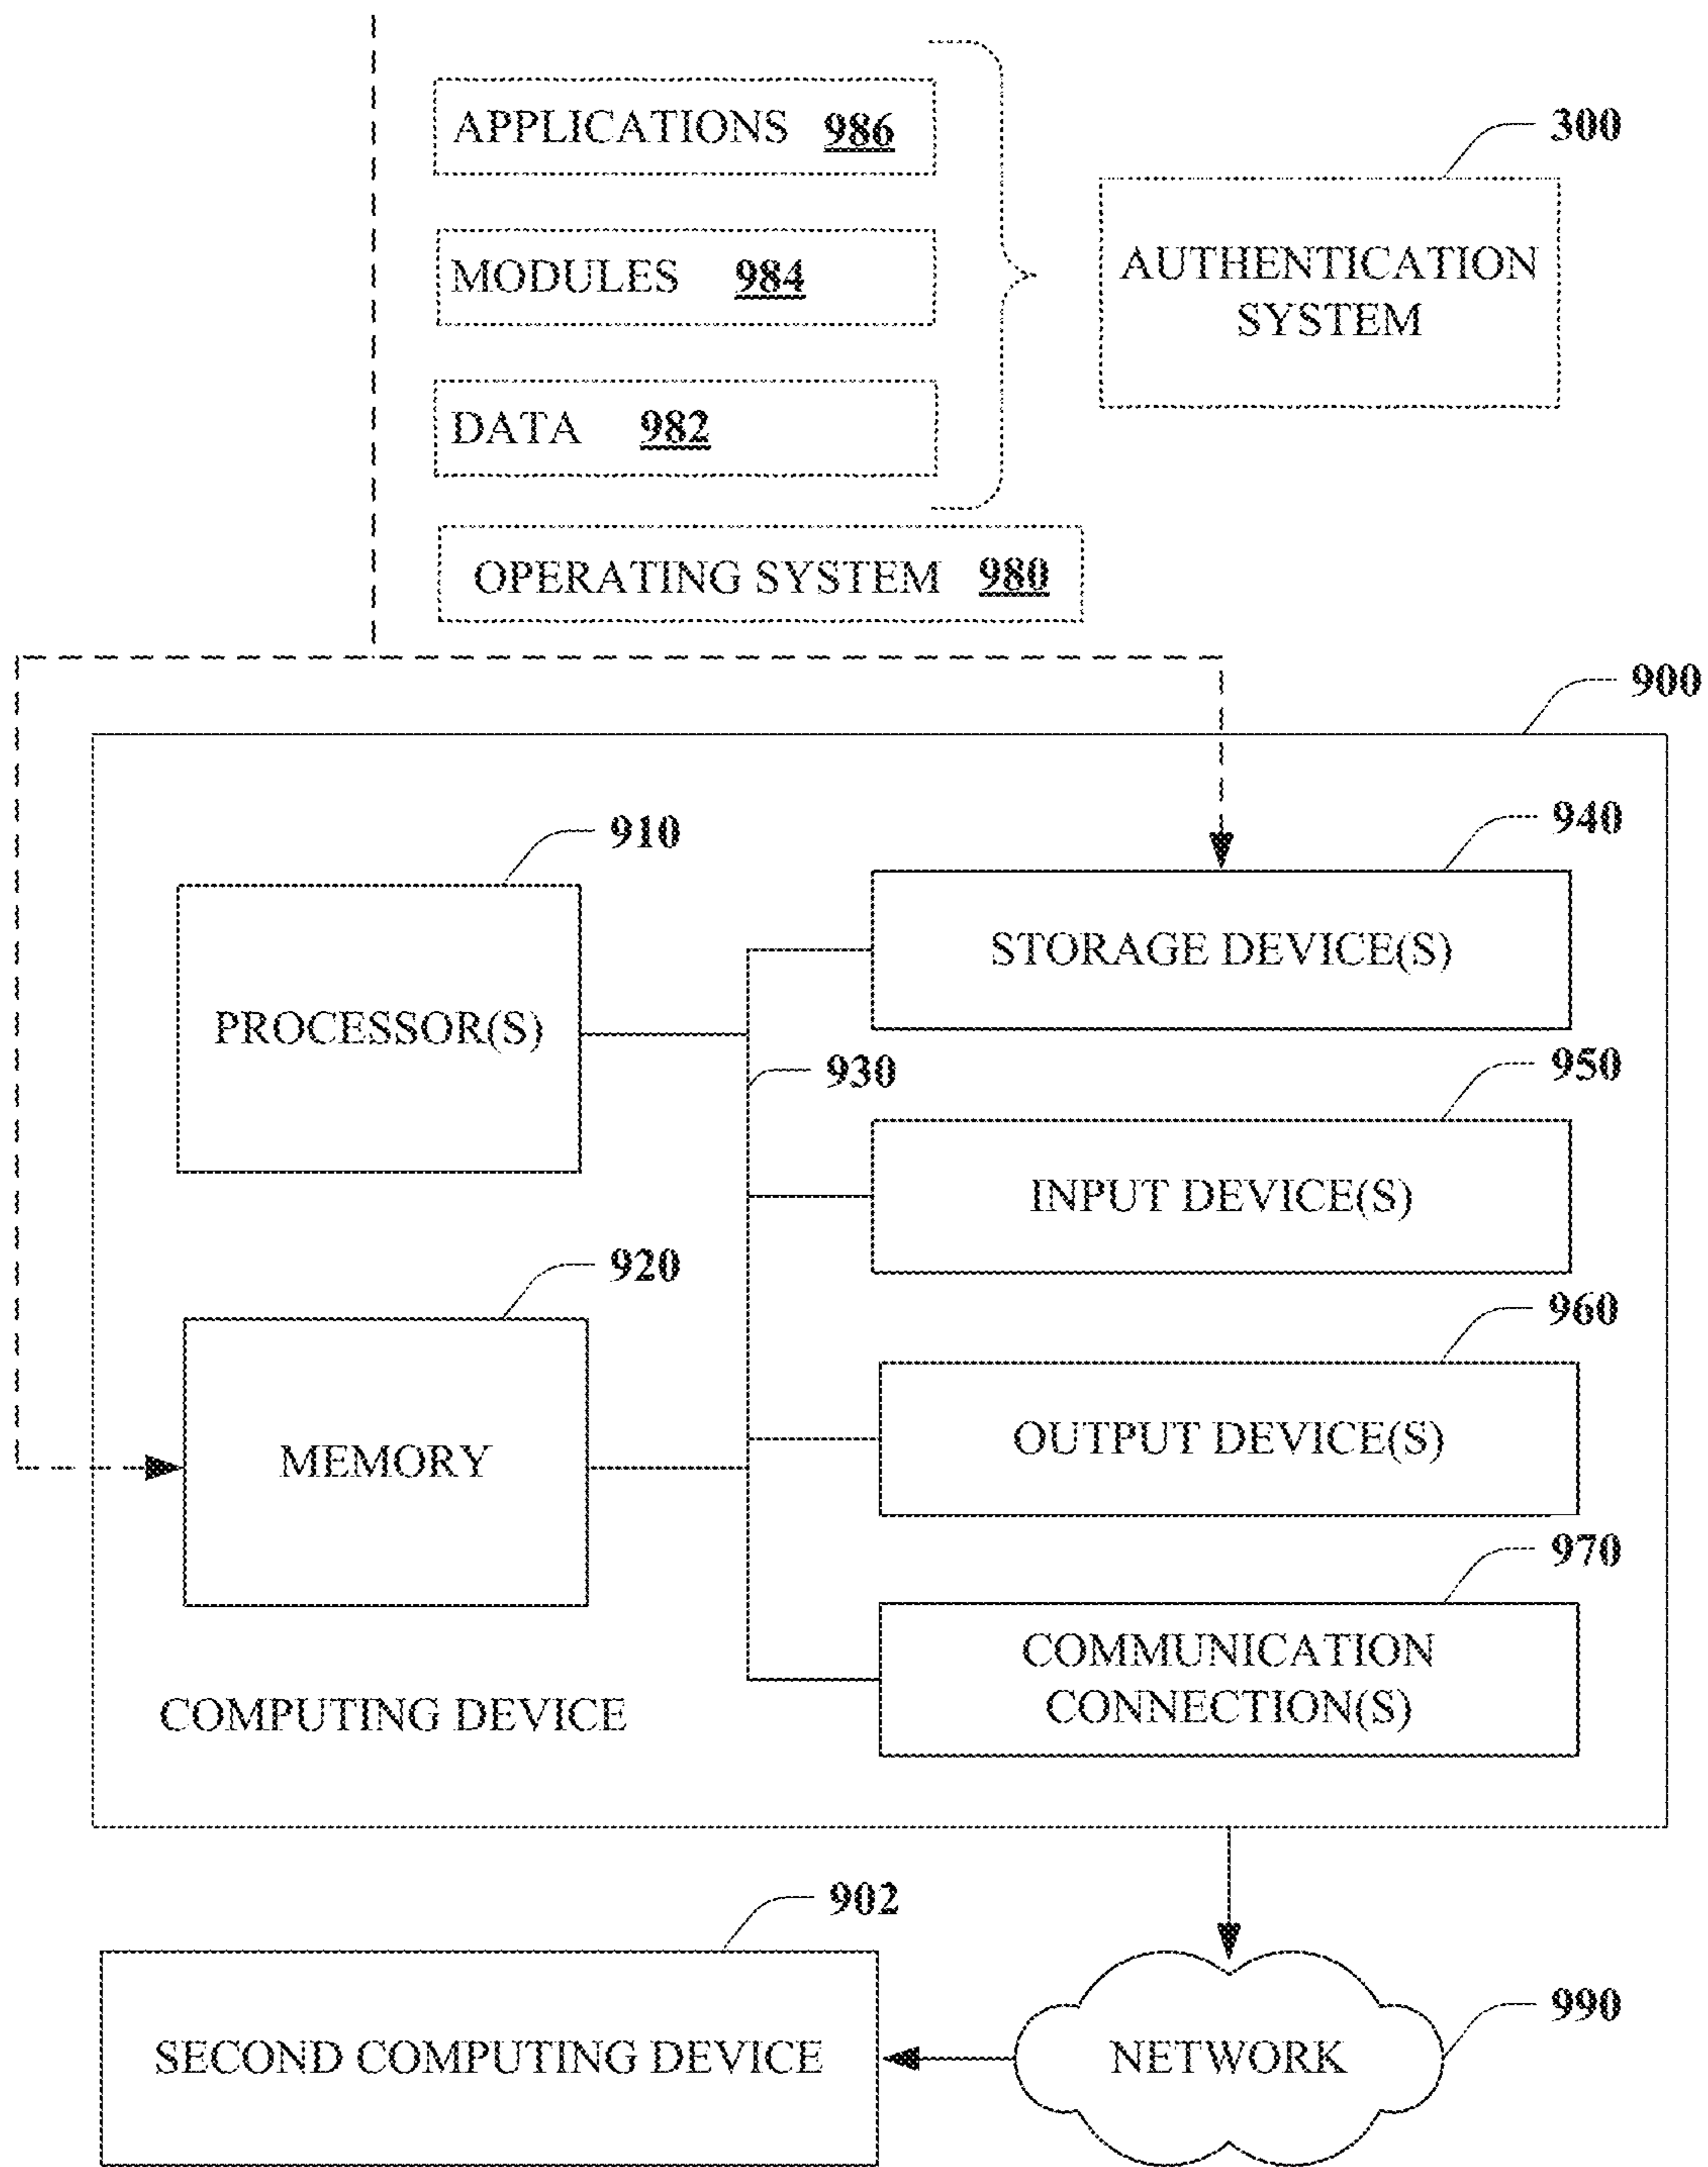 APPLICATIONS 986
300
AUTHENTICATION
SYSTEM
MODULES 984
DATA 982
OPERATING SYSTEM 980
900
910
940
PROCESSOR(S)
STORAGE DEVICE(S)
930
950
INPUT DEVICE(S)
920
960
MEMORY
OUTPUT DEVICE(S)
970
COMMUNICATION
CONNECTION(S)
COMPUTING DEVICE
902
SECOND COMPUTING DEVICE
990
NETWORK